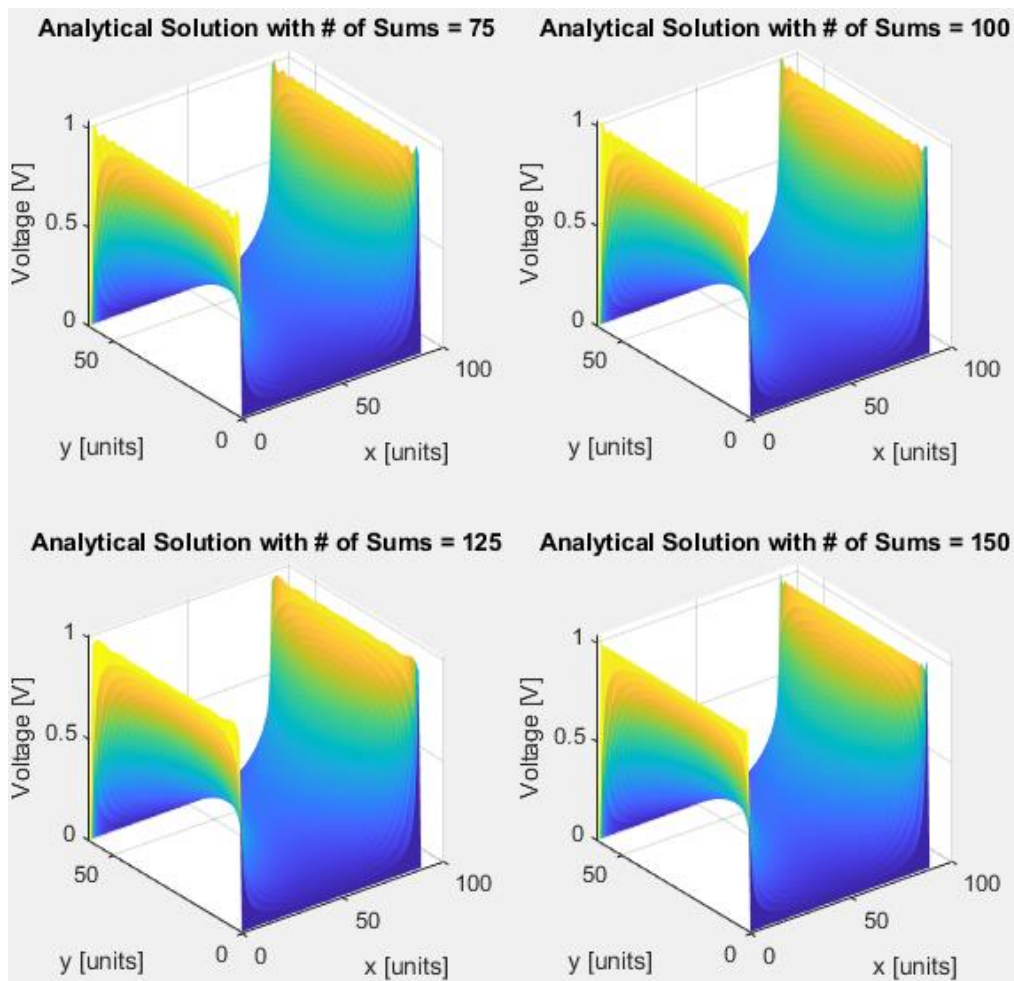 Analytical Solution with # of Sums = 75
1
0.5
0
Voltage [V]
50
0
y [units]
0
50
100
x [units]
Analytical Solution with # of Sums = 100
1
0.5
0
Voltage [V]
50
0
y [units]
0
50
100
x [units]
Analytical Solution with # of Sums = 125
1
0.5
0
Voltage [V]
50
0
y [units]
0
50
100
x [units]
Analytical Solution with # of Sums = 150
1
0.5
0
Voltage [V]
50
0
y [units]
0
50
100
x [units]